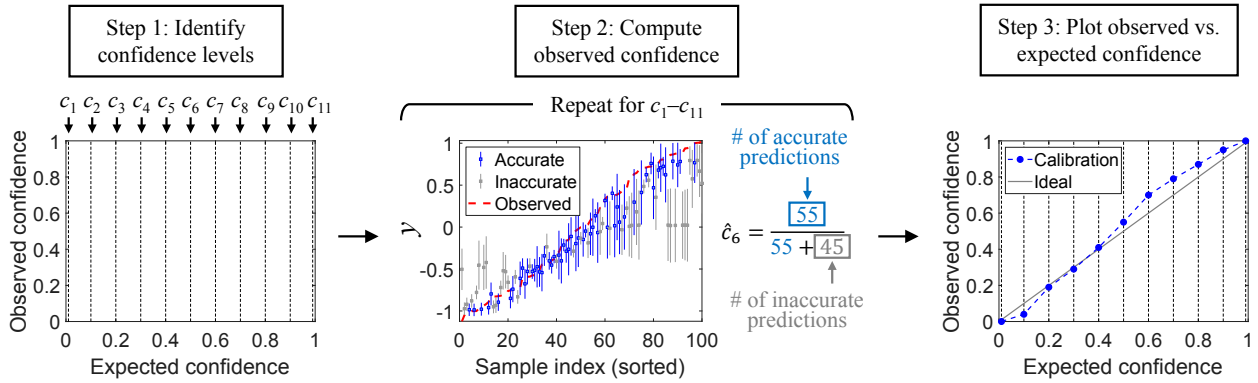 Step 1: Identify
confidence levels
Step 2: Compute
observed confidence
Step 3: Plot observed vs.
expected confidence
c1 c2 c3 c4 c5 c6 c7 c8 c9 c10 c11
Observed confidence
1
0.8
0.6
0.4
0.2
0
0 0.2 0.4 0.6 0.8 1
Expected confidence
Repeat for c1–c11
y
1
0.5
0
-0.5
-1
Accurate
Inaccurate
Observed
0 20 40 60 80 100
Sample index (sorted)
# of accurate
predictions
ĉ6 = 55
55 + 45
# of inaccurate
predictions
Observed confidence
1
0.8
0.6
0.4
0.2
0
Calibration
Ideal
0 0.2 0.4 0.6 0.8 1
Expected confidence